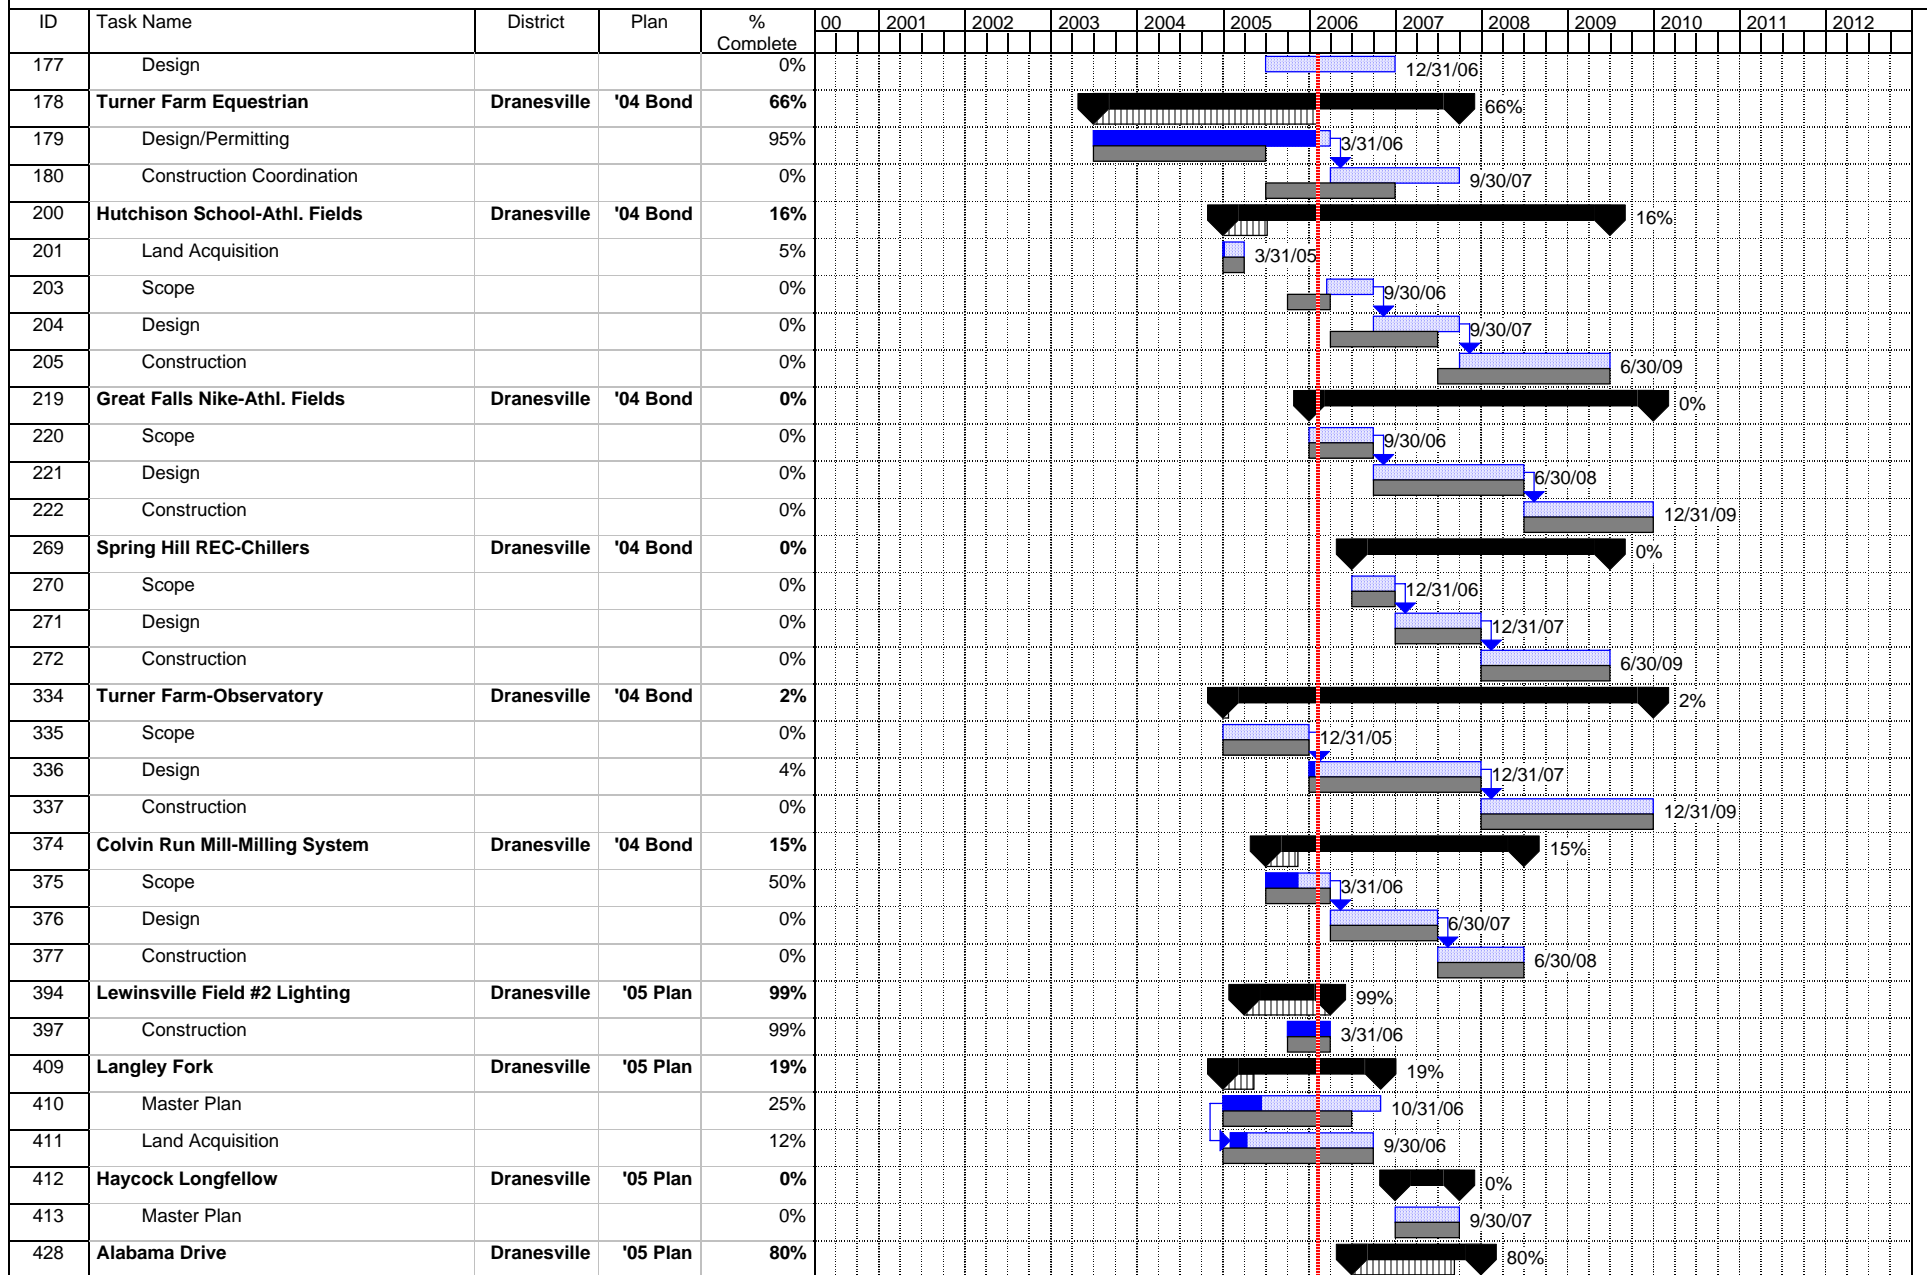 ID Task Name District Plan % Complete 00 2001 2002 2003 2004 2005 2006 2007 2008 2009 2010 2011 2012
177 Design 0% 12/31/06
178 Turner Farm Equestrian Dranesville '04 Bond 66% 66%
179 Design/Permitting 95% 3/31/06
180 Construction Coordination 0% 9/30/07
200 Hutchison School-Athl. Fields Dranesville '04 Bond 16% 16%
201 Land Acquisition 5% 3/31/05
203 Scope 0% 9/30/06
204 Design 0% 9/30/07
205 Construction 0% 6/30/09
219 Great Falls Nike-Athl. Fields Dranesville '04 Bond 0% 0%
220 Scope 0% 9/30/06
221 Design 0% 6/30/08
222 Construction 0% 12/31/09
269 Spring Hill REC-Chillers Dranesville '04 Bond 0% 0%
270 Scope 0% 12/31/06
271 Design 0% 12/31/07
272 Construction 0% 6/30/09
334 Turner Farm-Observatory Dranesville '04 Bond 2% 2%
335 Scope 0% 12/31/05
336 Design 4% 12/31/07
337 Construction 0% 12/31/09
374 Colvin Run Mill-Milling System Dranesville '04 Bond 15% 15%
375 Scope 50% 3/31/06
376 Design 0% 6/30/07
377 Construction 0% 6/30/08
394 Lewinsville Field #2 Lighting Dranesville '05 Plan 99% 99%
397 Construction 99% 3/31/06
409 Langley Fork Dranesville '05 Plan 19% 19%
410 Master Plan 25% 10/31/06
411 Land Acquisition 12% 9/30/06
412 Haycock Longfellow Dranesville '05 Plan 0% 0%
413 Master Plan 0% 9/30/07
428 Alabama Drive Dranesville '05 Plan 80% 80%